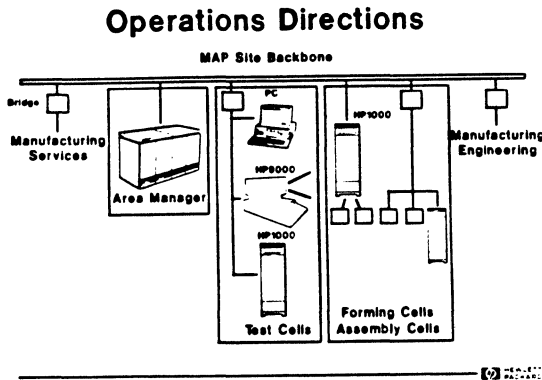 Operations Directions
MAP Site Backbone
Bridge
PC
HP1000
Manufacturing
Services
Manufacturing
Engineering
HP9000
Area Manager
HP1000
Test Cells
Forming Cells
Assembly Cells
hp